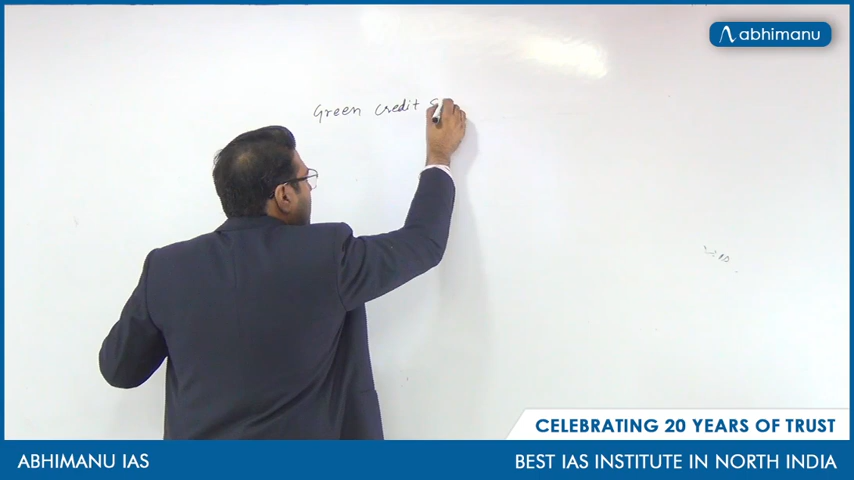 abhimanu
Green Credit S
CELEBRATING 20 YEARS OF TRUST
ABHIMANU IAS
BEST IAS INSTITUTE IN NORTH INDIA